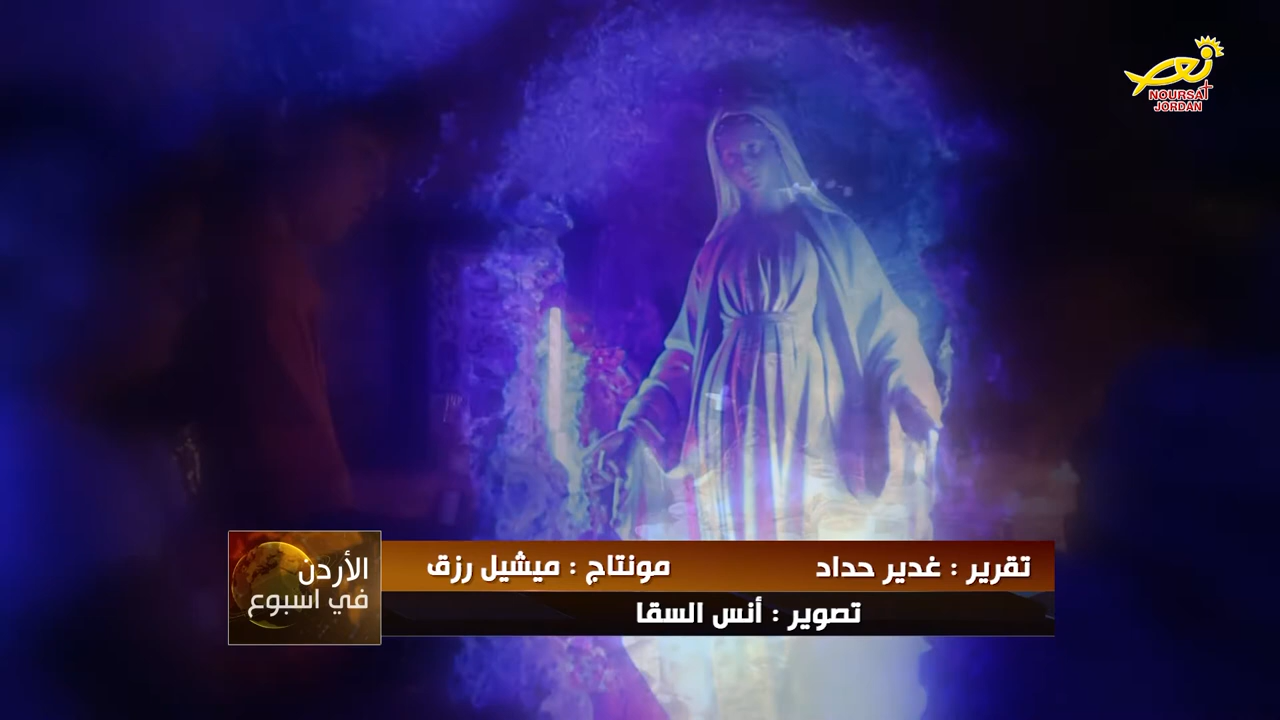 NOURSAT
JORDAN
تقرير : غدير حداد
مونتاج : ميشيل رزق
تصوير : أنس السقا
الأردن
في اسبوع